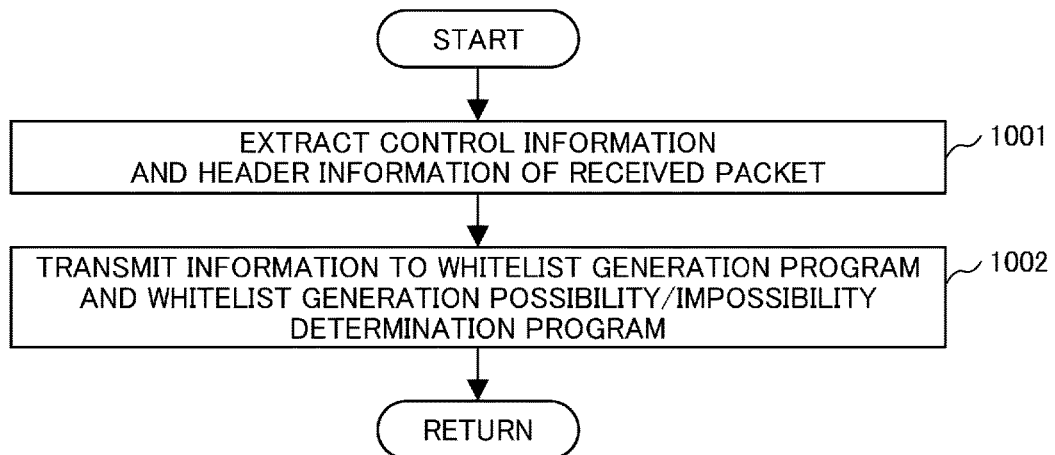 START
EXTRACT CONTROL INFORMATION
AND HEADER INFORMATION OF RECEIVED PACKET
1001
TRANSMIT INFORMATION TO WHITELIST GENERATION PROGRAM
AND WHITELIST GENERATION POSSIBILITY/IMPOSSIBILITY
DETERMINATION PROGRAM
1002
RETURN